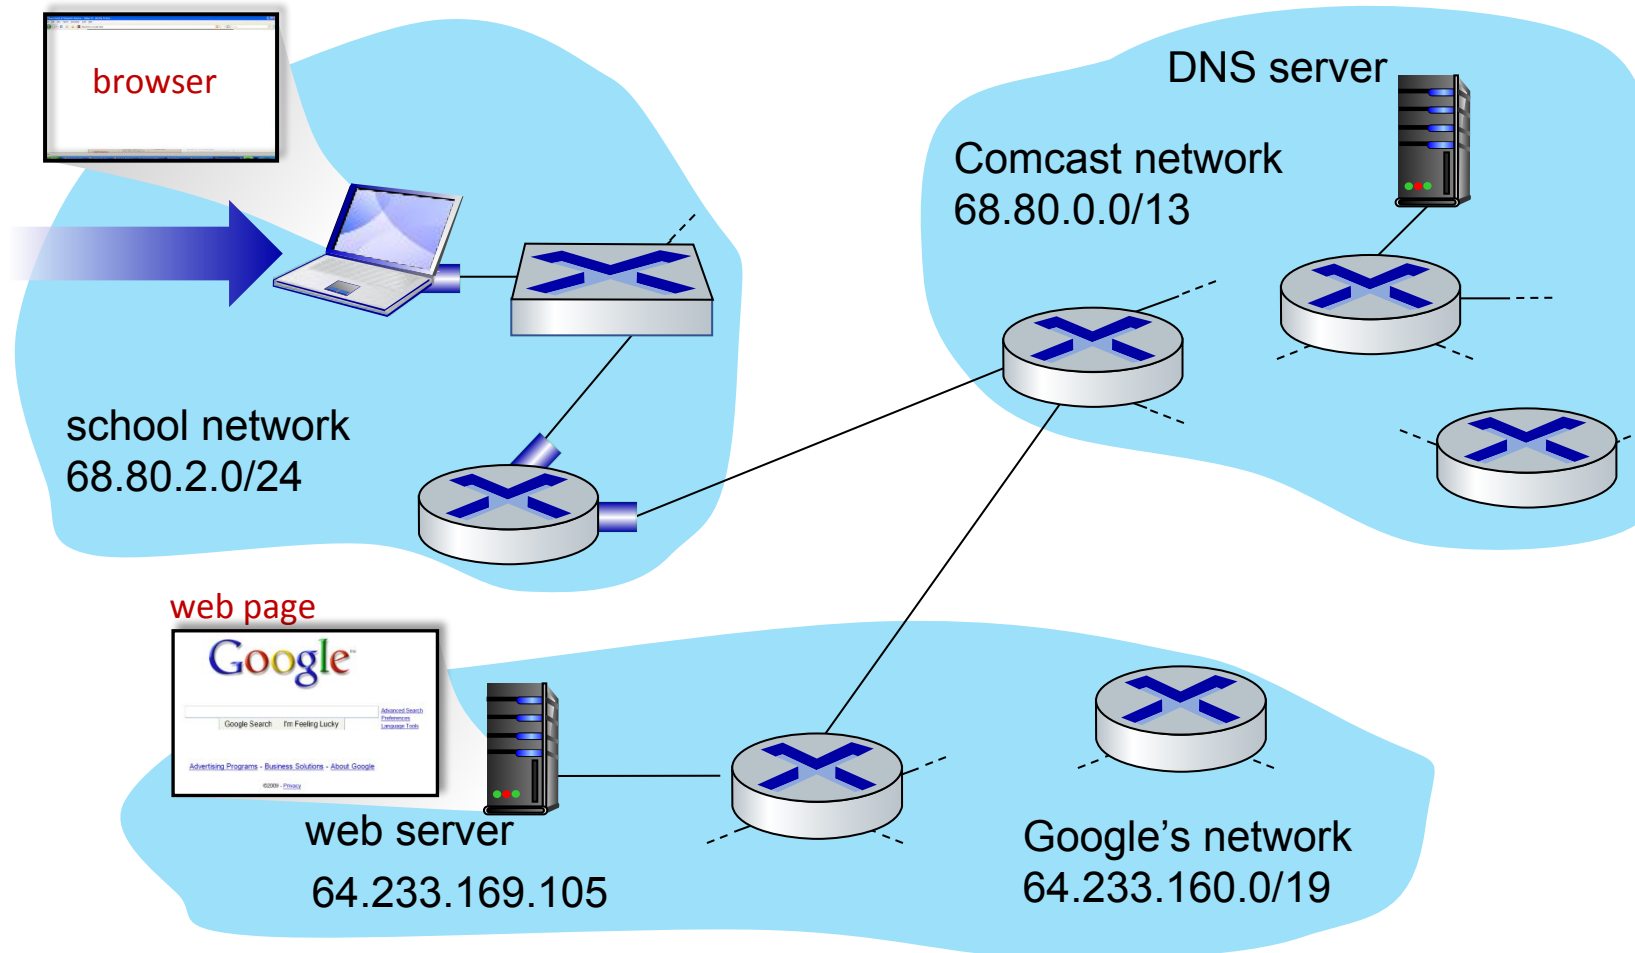 browser
DNS server
Comcast network
68.80.0.0/13
school network
68.80.2.0/24
web page
Google
Advanced Search
Preferences
Language Tools
Google Search
I'm Feeling Lucky
Advertising Programs - Business Solutions - About Google
©2009 - Privacy
web server
64.233.169.105
Google’s network
64.233.160.0/19